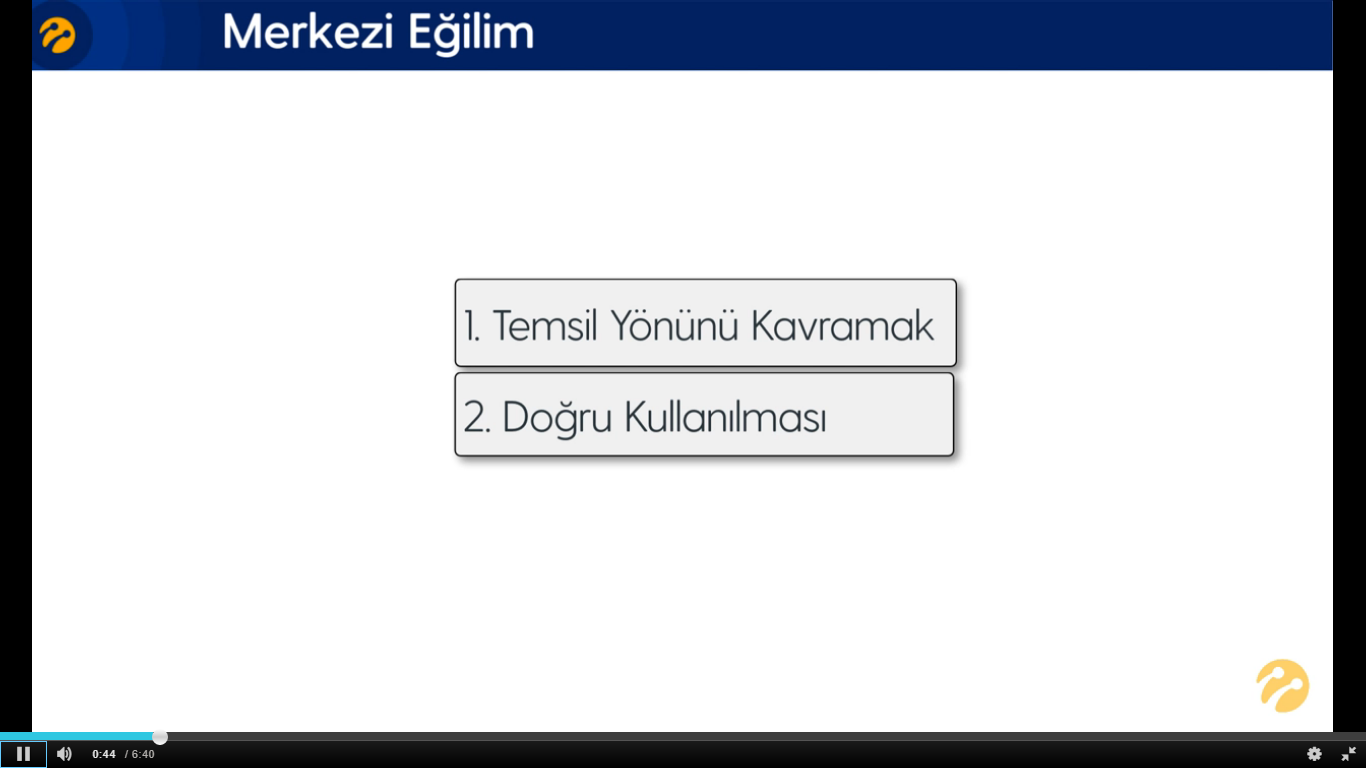 Merkezi Eğilim
1. Temsil Yönünü Kavramak
2. Doğru Kullanılması
0:44 / 6:40